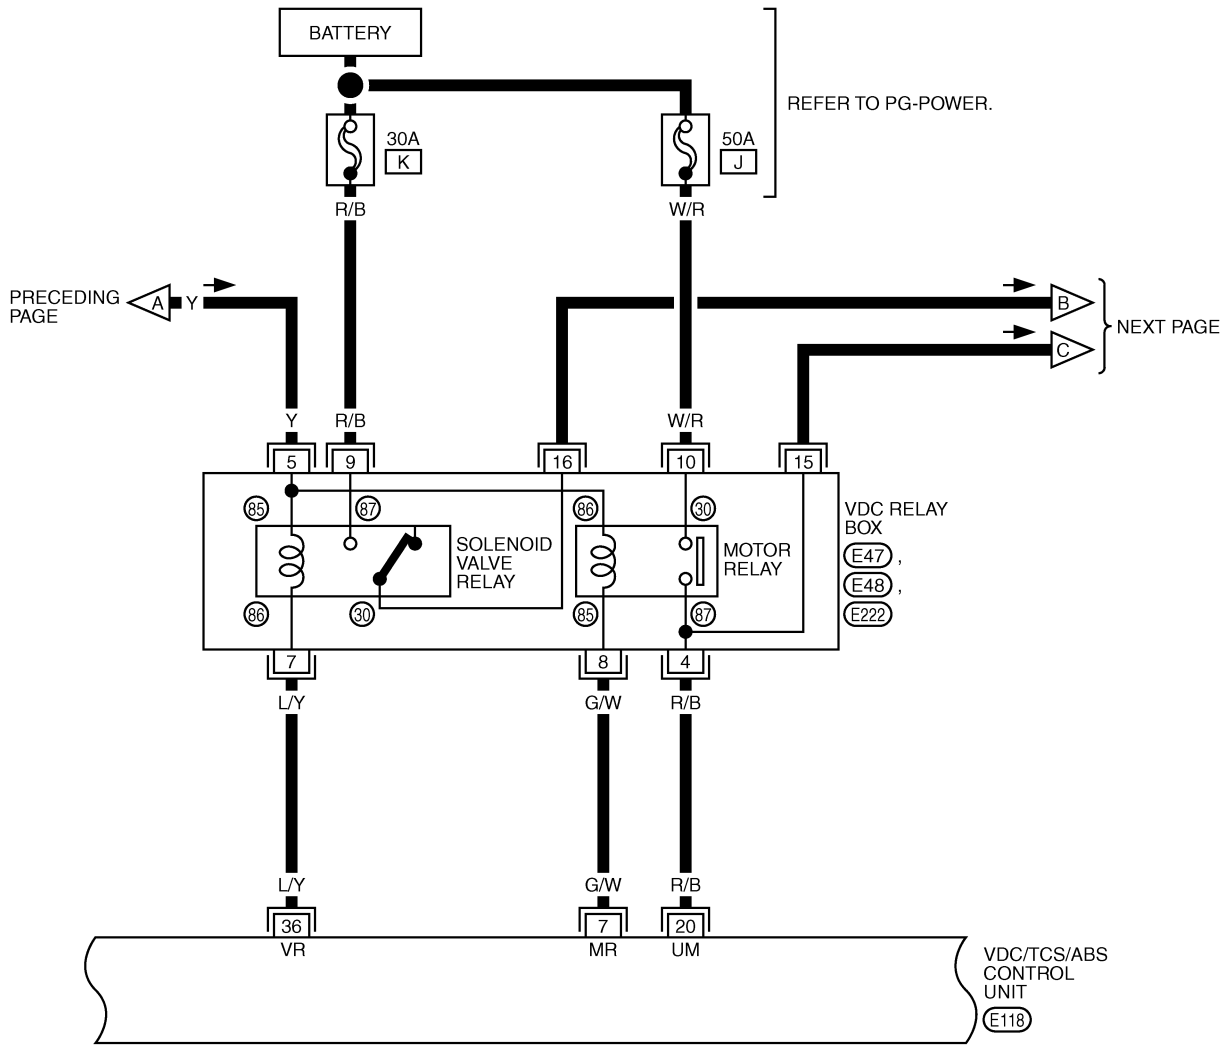 BATTERY
REFER TO PG-POWER.
30A
K
50A
J
R/B
W/R
PRECEDING
PAGE
A
Y
B
C
NEXT PAGE
Y
R/B
W/R
5
9
16
10
15
85
87
86
30
VDC RELAY
BOX
E47 ,
E48 ,
E222
SOLENOID
VALVE
RELAY
MOTOR
RELAY
86
30
85
87
7
8
4
L/Y
G/W
R/B
L/Y
G/W
R/B
36
7
20
VR
MR
UM
VDC/TCS/ABS
CONTROL
UNIT
E118